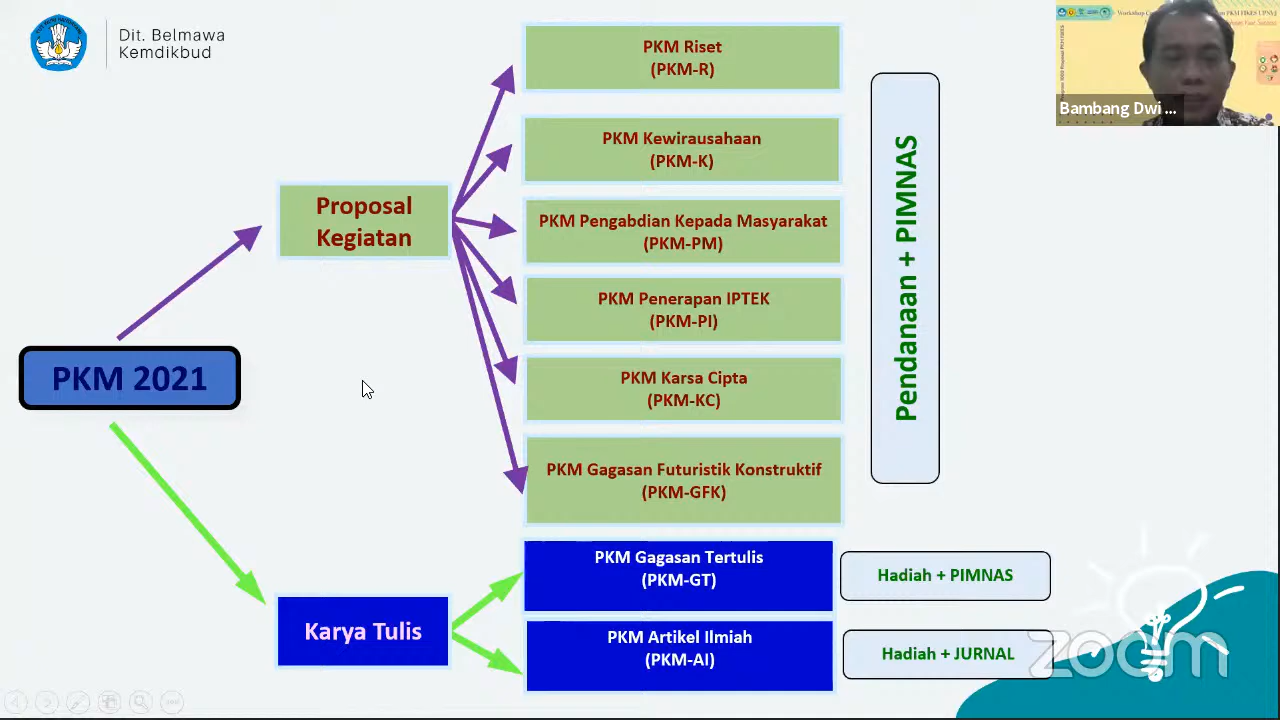 Dit. Belmawa
Kemdikbud
PKM 2021
Proposal
Kegiatan
PKM Riset
(PKM-R)
PKM Kewirausahaan
(PKM-K)
PKM Pengabdian Kepada Masyarakat
(PKM-PM)
PKM Penerapan IPTEK
(PKM-PI)
PKM Karsa Cipta
(PKM-KC)
PKM Gagasan Futuristik Konstruktif
(PKM-GFK)
Pendanaan + PIMNAS
Karya Tulis
PKM Gagasan Tertulis
(PKM-GT)
Hadiah + PIMNAS
PKM Artikel Ilmiah
(PKM-AI)
Hadiah + JURNAL
Bambang Dwi ...
zoom